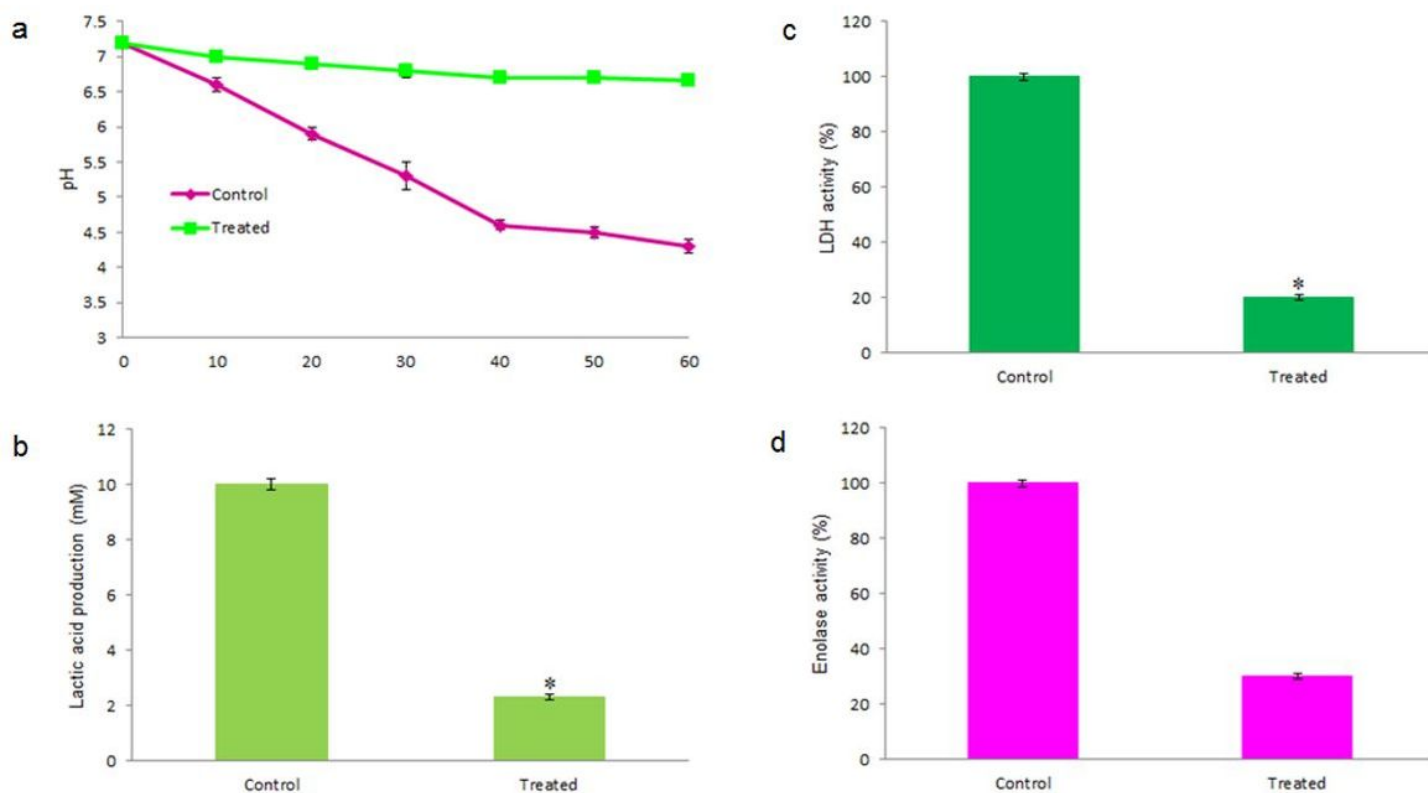 a
7.5
7
6.5
6
5.5
5
4.5
4
3.5
3
pH
Control
Treated
0 10 20 30 40 50 60
b
12
10
8
6
4
2
0
Lactic acid production (mM)
*
Control Treated
c
120
100
80
60
40
20
0
LDH activity (%)
*
Control Treated
d
120
100
80
60
40
20
0
Enolase activity (%)
Control Treated